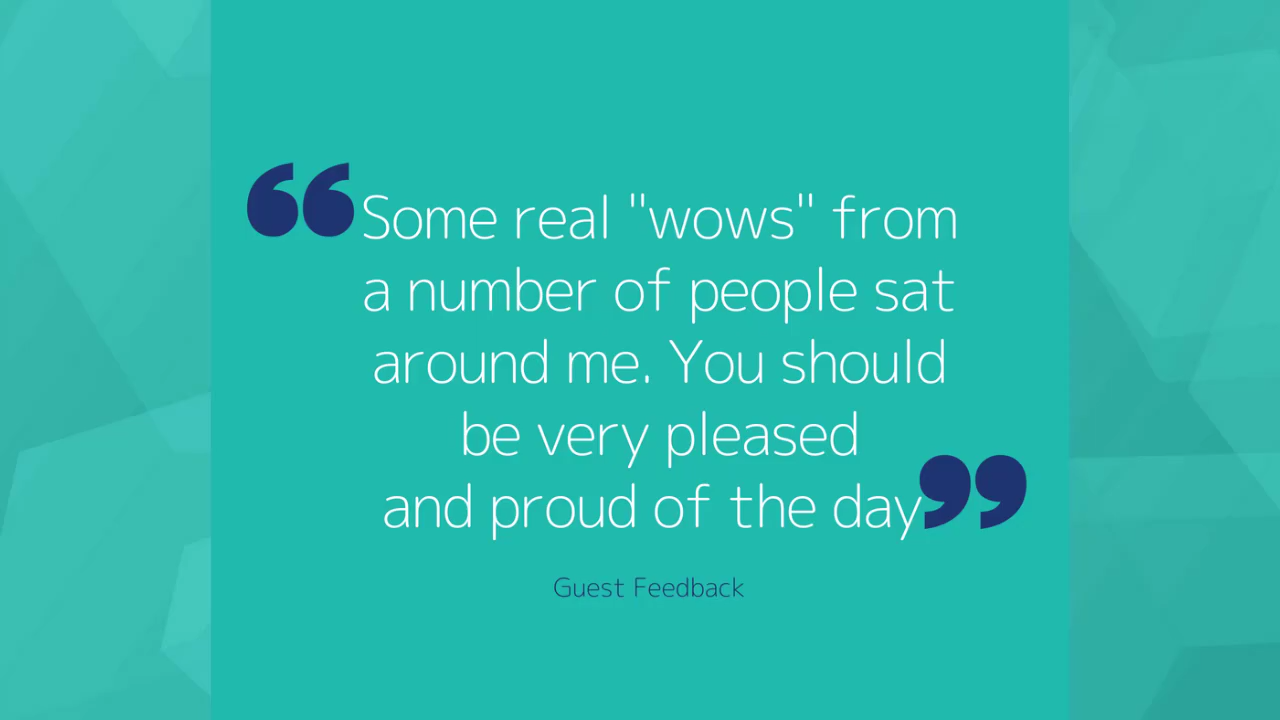 “Some real "wows" from
a number of people sat
around me. You should
be very pleased
and proud of the day”
Guest Feedback